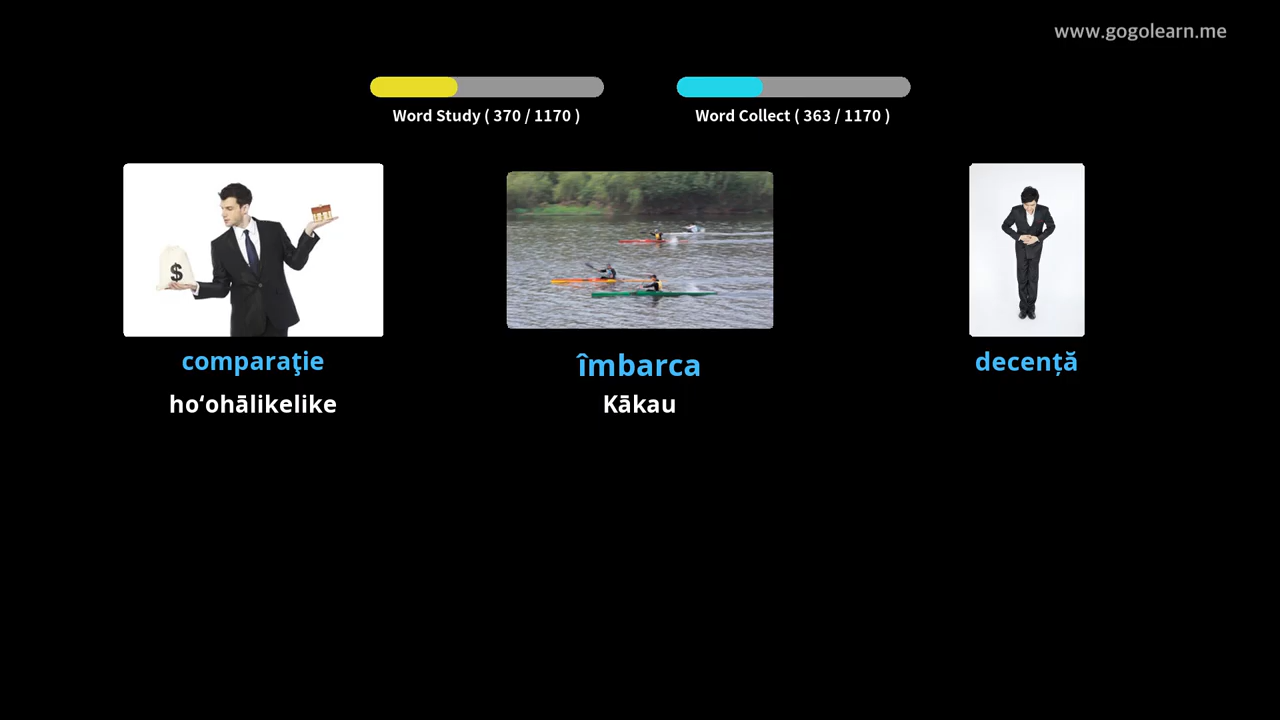 www.gogolearn.me
Word Study ( 370 / 1170 )
Word Collect ( 363 / 1170 )
$
comparaţie
îmbarca
decență
hoʻohālikelike
Kākau